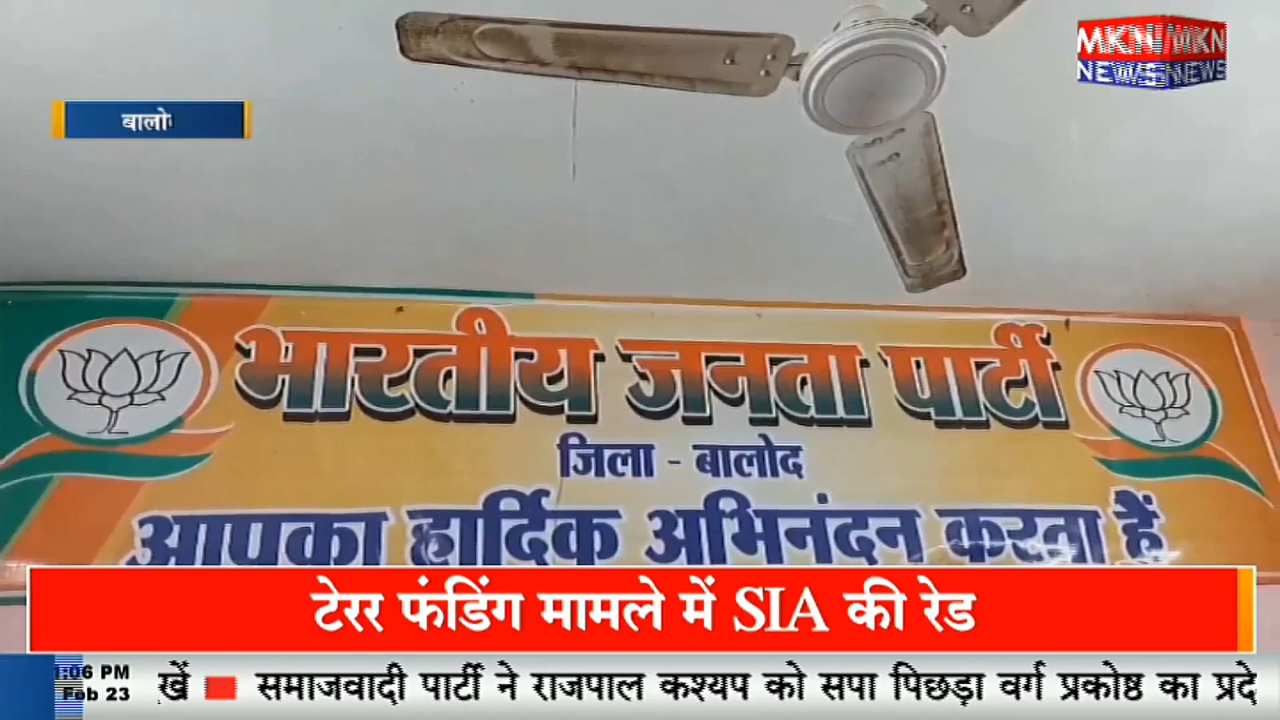 MKN
NEWS
MKN
NEWS
भारतीय जनता पार्टी
जिला - बालोद
आपका हार्दिक अभिनंदन करता हैं
टेरर फंडिंग मामले में SIA की रेड
:06 PM
Feb 23
खें
समाजवादी पार्टी ने राजपाल कश्यप को सपा पिछड़ा वर्ग प्रकोष्ठ का प्रदे